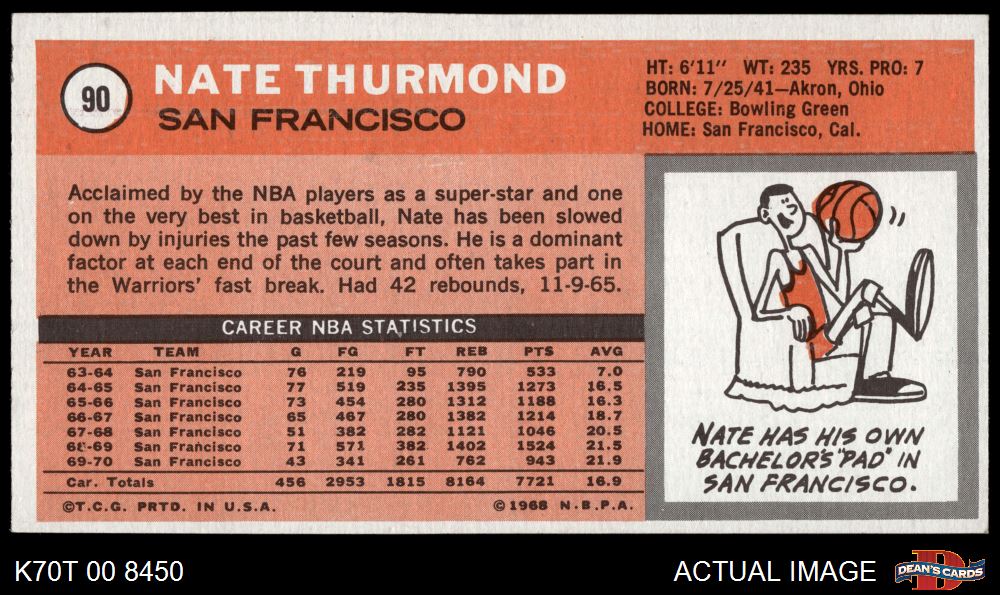 90
NATE THURMOND
SAN FRANCISCO
HT: 6'11" WT: 235 YRS. PRO: 7
BORN: 7/25/41—Akron, Ohio
COLLEGE: Bowling Green
HOME: San Francisco, Cal.
Acclaimed by the NBA players as a super-star and one
on the very best in basketball, Nate has been slowed
down by injuries the past few seasons. He is a dominant
factor at each end of the court and often takes part in
the Warriors' fast break. Had 42 rebounds, 11-9-65.
CAREER NBA STATISTICS
YEAR TEAM G FG FT REB PTS AVG
63-64 San Francisco 76 219 95 790 533 7.0
64-65 San Francisco 77 519 235 1395 1273 16.5
65-66 San Francisco 73 454 280 1312 1188 16.3
66-67 San Francisco 65 467 280 1382 1214 18.7
67-68 San Francisco 51 382 282 1121 1046 20.5
68-69 San Francisco 71 571 382 1402 1524 21.5
69-70 San Francisco 43 341 261 762 943 21.9
Car. Totals 456 2953 1815 8164 7721 16.9
©T.C.G. PRTD. IN U.S.A. ©1968 N.B.P.A.
NATE HAS HIS OWN
BACHELOR'S "PAD" IN
SAN FRANCISCO.
K70T 00 8450
ACTUAL IMAGE
D
DEAN'S CARDS